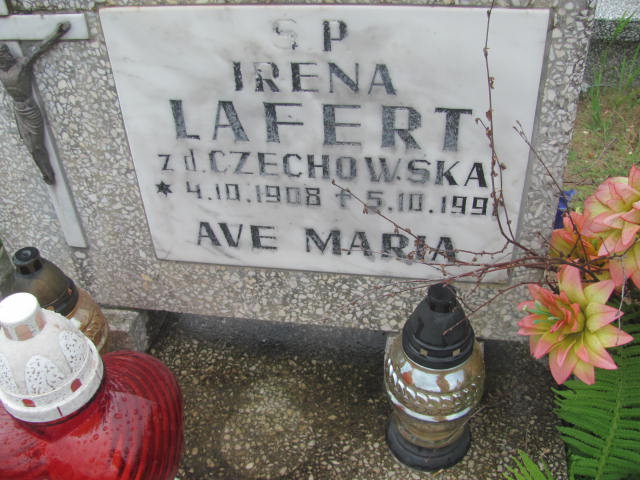 S P
IRENA
LAFERT
z d. CZECHOWSKA
* 4.10.1908 † 5.10.199
AVE MARIA